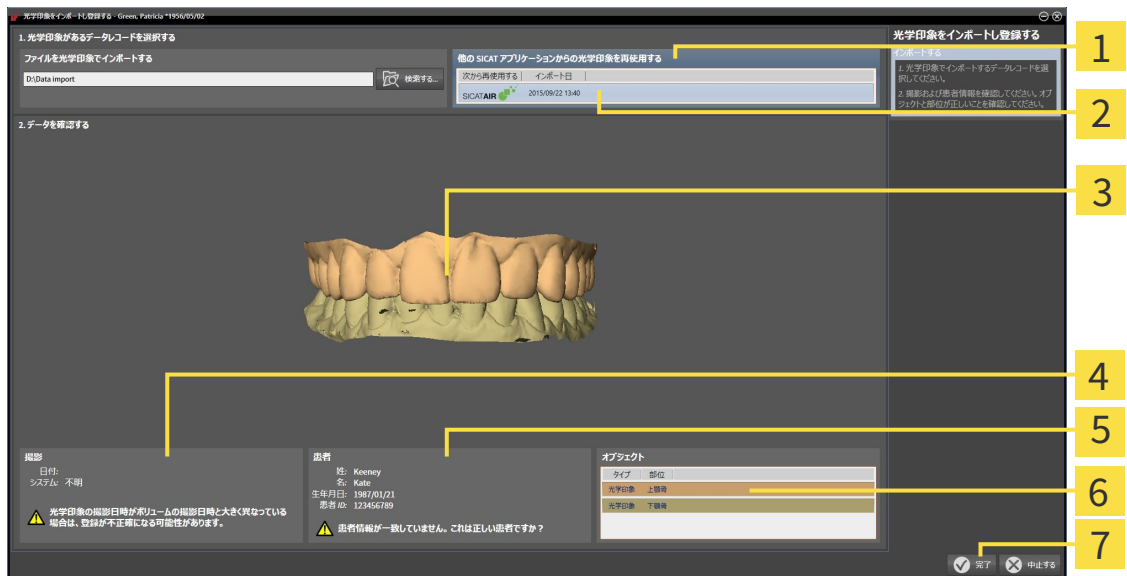 光学印象をインポートし登録する - Green, Patricia *1956/05/02
1. 光学印象があるデータレコードを選択する
ファイルを光学印象でインポートする
D:\Data import
検索する...
他の SICAT アプリケーションからの光学印象を再使用する
次から再使用する
インポート日
SICATAIR
2015/09/22 13:40
光学印象をインポートし登録する
インポートする
1. 光学印象でインポートするデータレコードを選
択してください。
2. 撮影および患者情報を確認してください。オブ
ジェクトと部位が正しいことを確認してください。
2. データを確認する
撮影
日付:
システム: 不明
光学印象の撮影日時がボリュームの撮影日時と大きく異なっている
場合は、登録が不正確になる可能性があります。
患者
姓: Keeney
名: Kate
生年月日: 1987/01/21
患者 ID: 123456789
患者情報が一致していません。これは正しい患者ですか？
オブジェクト
タイプ
部位
光学印象 上顎骨
光学印象 下顎骨
完了
中止する
1
2
3
4
5
6
7